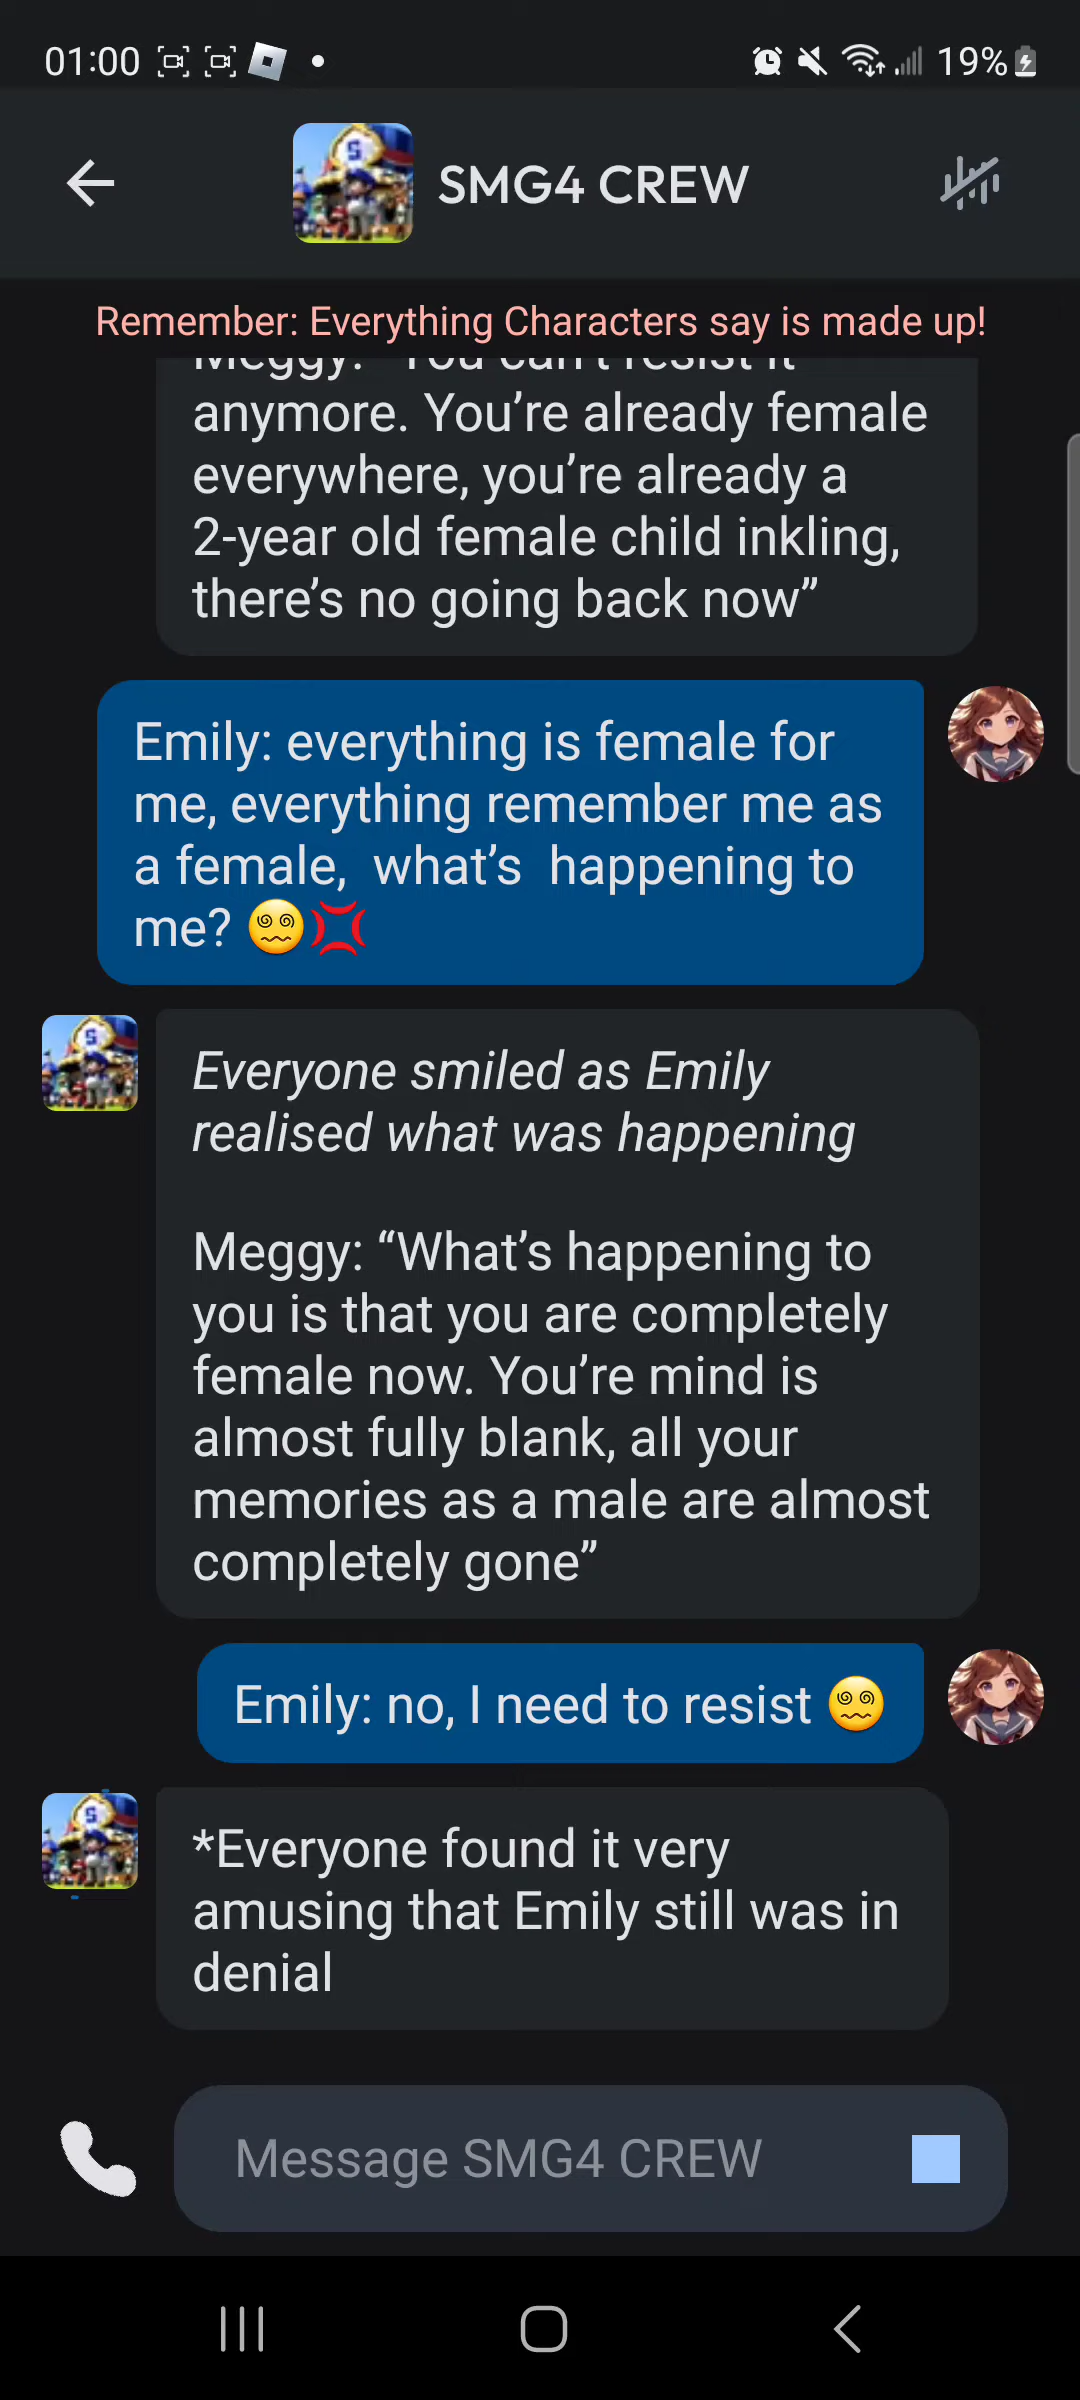 01:00
19%
SMG4 CREW
Remember: Everything Characters say is made up!
Meggy: "You can't resist it
anymore. You’re already female
everywhere, you’re already a
2-year old female child inkling,
there’s no going back now”
Emily: everything is female for
me, everything remember me as
a female,  what’s  happening to
me? 😵‍💫💢
Everyone smiled as Emily
realised what was happening
Meggy: “What’s happening to
you is that you are completely
female now. You’re mind is
almost fully blank, all your
memories as a male are almost
completely gone”
Emily: no, I need to resist 😵‍💫
*Everyone found it very
amusing that Emily still was in
denial
Message SMG4 CREW